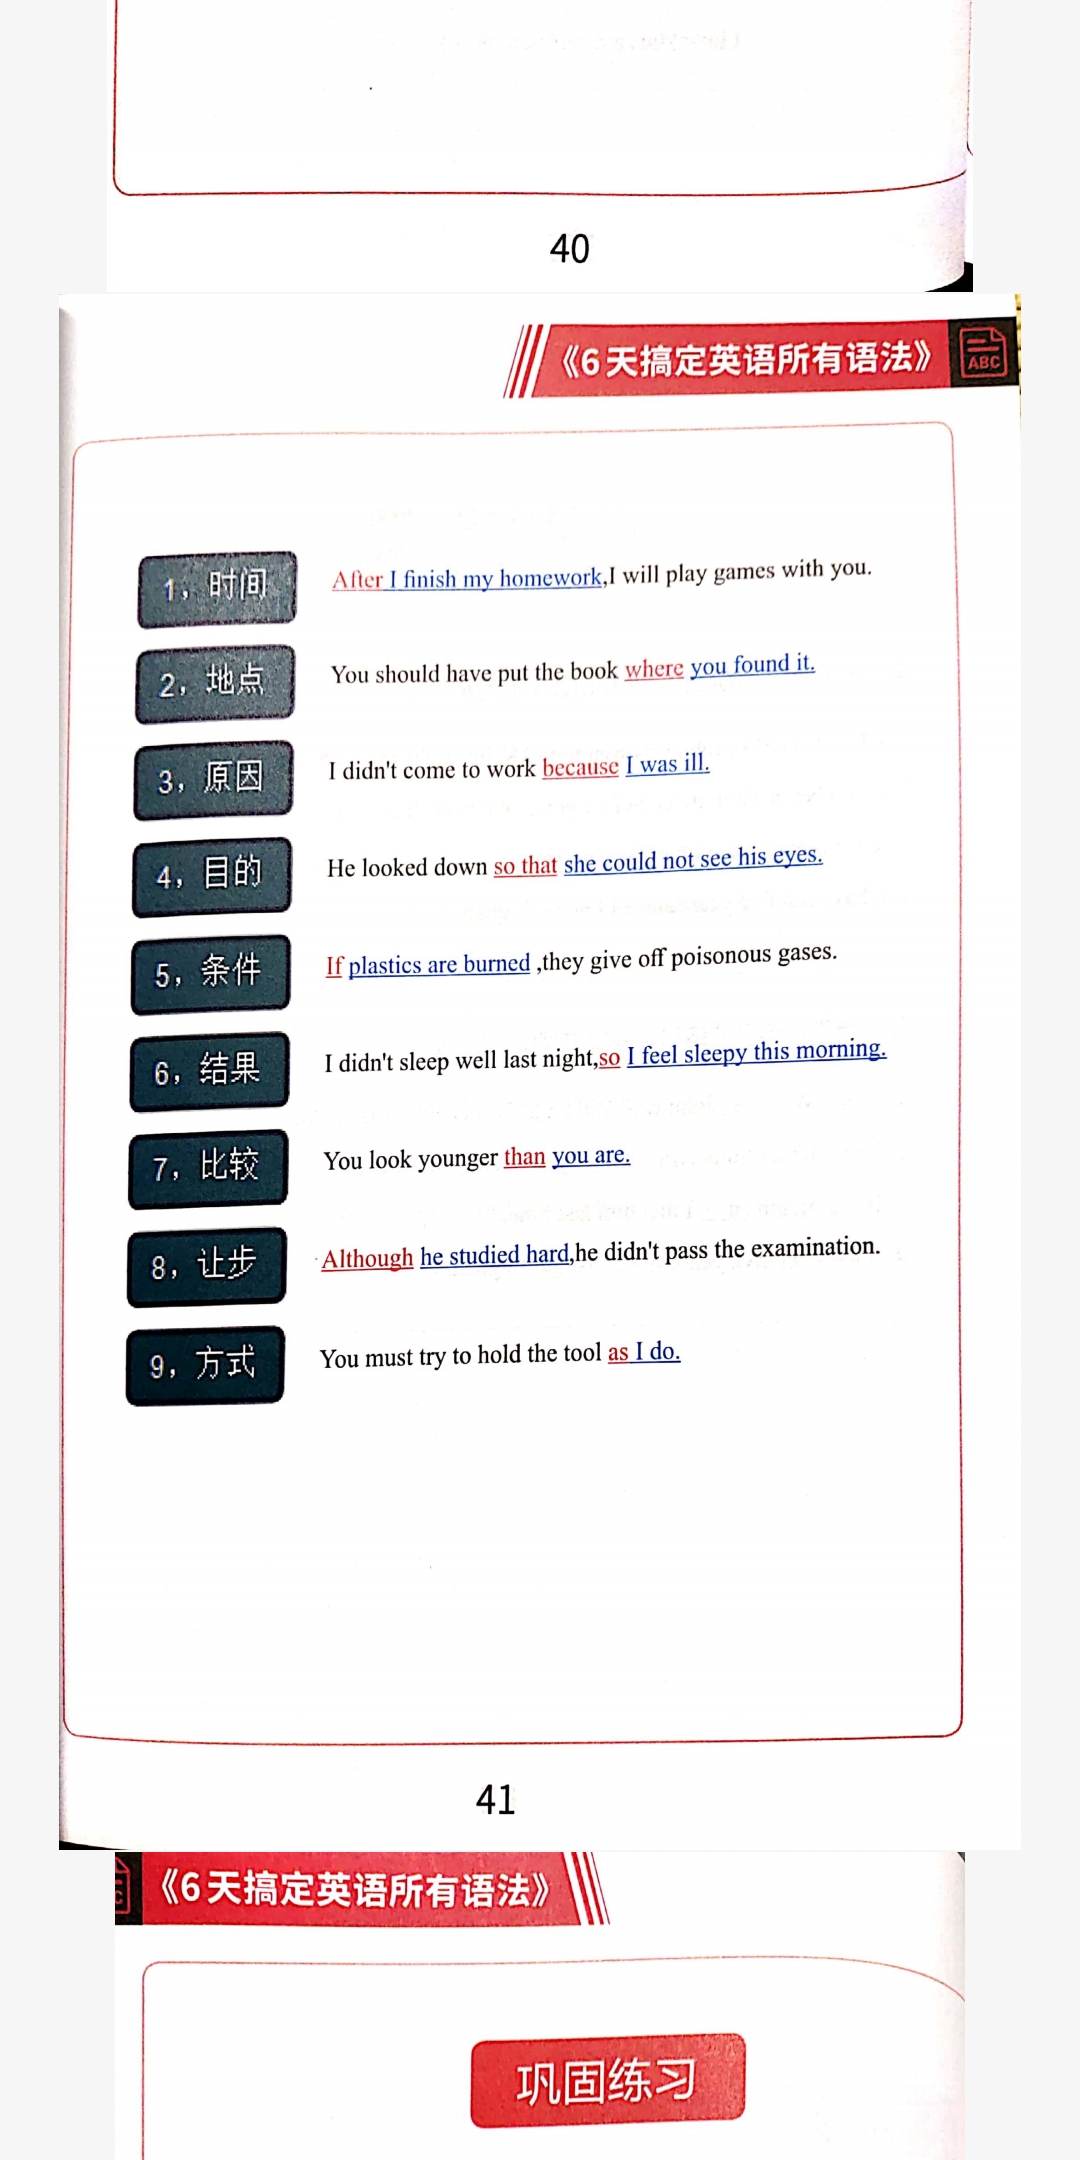 40
《6天搞定英语所有语法》
ABC
1，时间 After I finish my homework,I will play games with you.
2，地点 You should have put the book where you found it.
3，原因 I didn't come to work because I was ill.
4，目的 He looked down so that she could not see his eyes.
5，条件 If plastics are burned ,they give off poisonous gases.
6，结果 I didn't sleep well last night,so I feel sleepy this morning.
7，比较 You look younger than you are.
8，让步 Although he studied hard,he didn't pass the examination.
9，方式 You must try to hold the tool as I do.
41
《6天搞定英语所有语法》
巩固练习